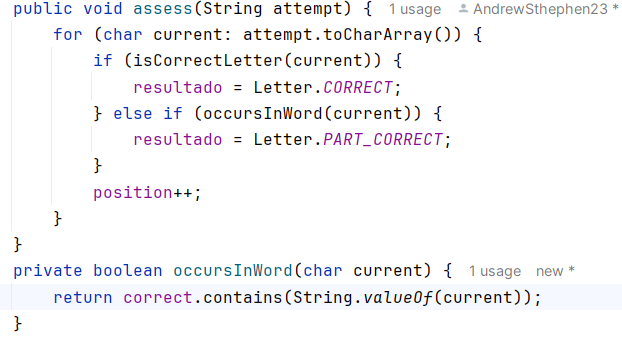 public void assess(String attempt) { 1 usage AndrewSthephen23 *
    for (char current: attempt.toCharArray()) {
        if (isCorrectLetter(current)) {
            resultado = Letter.CORRECT;
        } else if (occursInWord(current)) {
            resultado = Letter.PART_CORRECT;
        }
        position++;
    }
}
private boolean occursInWord(char current) { 1 usage new *
    return correct.contains(String.valueOf(current));
}